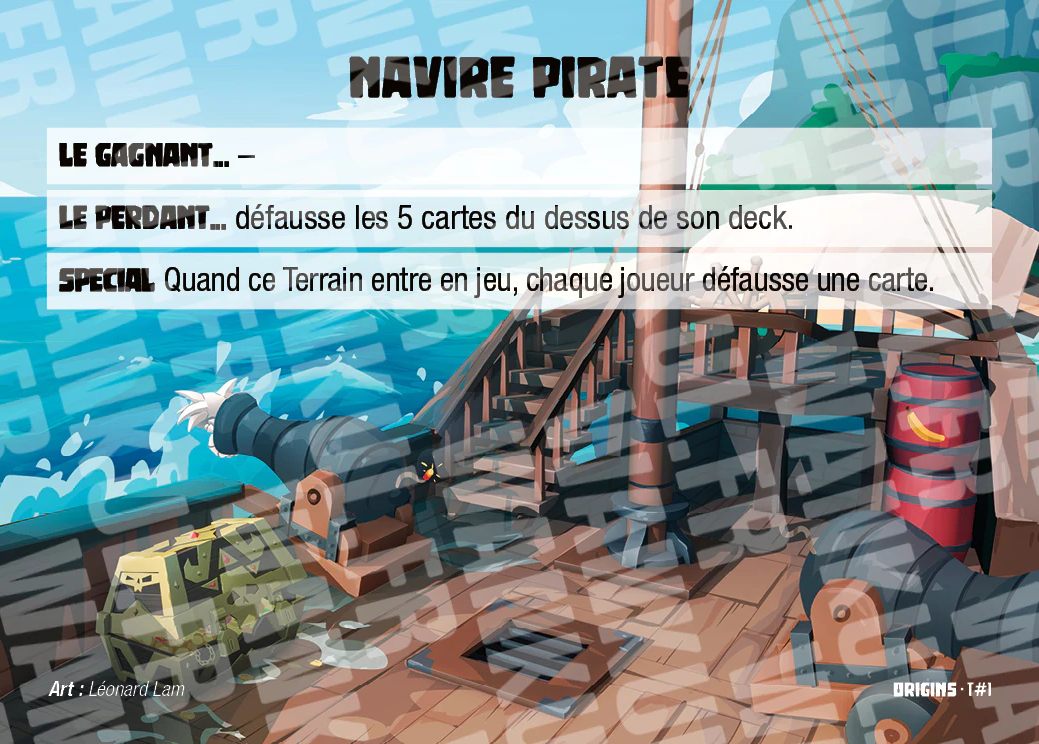 NAVIRE PIRATE
LE GAGNANT... –
LE PERDANT... défausse les 5 cartes du dessus de son deck.
SPECIAL Quand ce Terrain entre en jeu, chaque joueur défausse une carte.
Art : Léonard Lam
ORIGINS · T#1